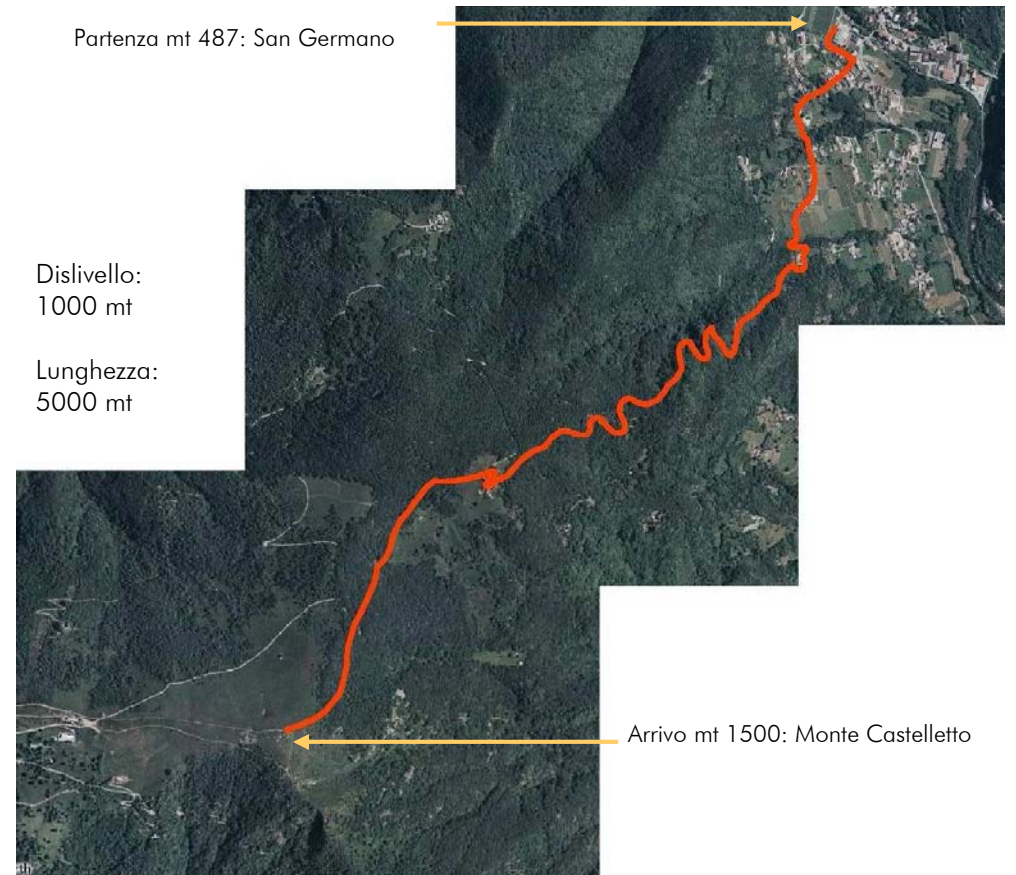 Partenza mt 487: San Germano
Dislivello:
1000 mt
Lunghezza:
5000 mt
Arrivo mt 1500: Monte Castelletto